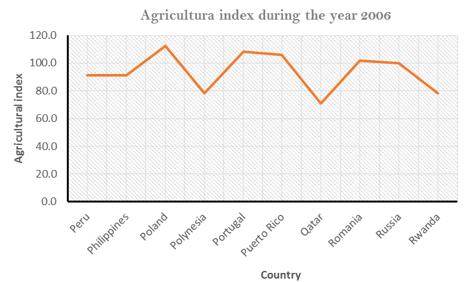 Agricultura index during the year 2006
120.0
100.0
80.0
60.0
40.0
20.0
0.0
Agricultural index
Peru
Philippines
Poland
Polynesia
Portugal
Puerto Rico
Qatar
Romania
Russia
Rwanda
Country